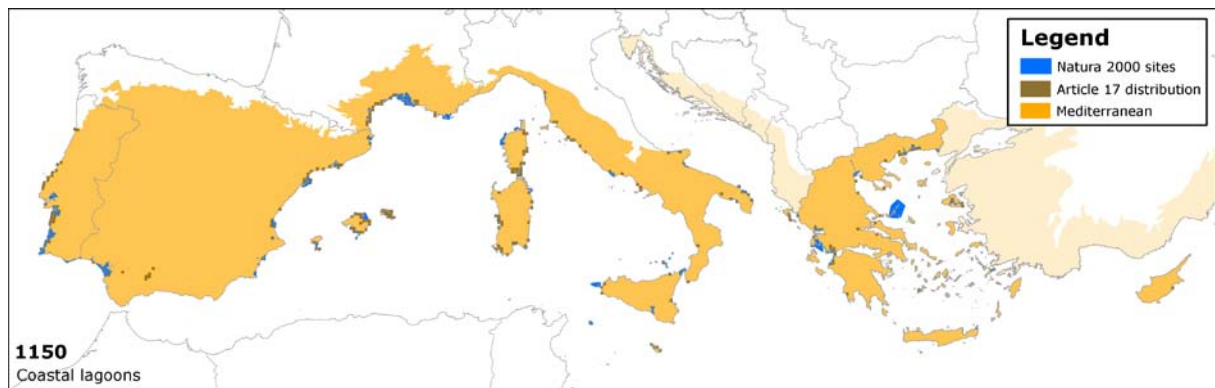 Legend
Natura 2000 sites
Article 17 distribution
Mediterranean
1150
Coastal lagoons